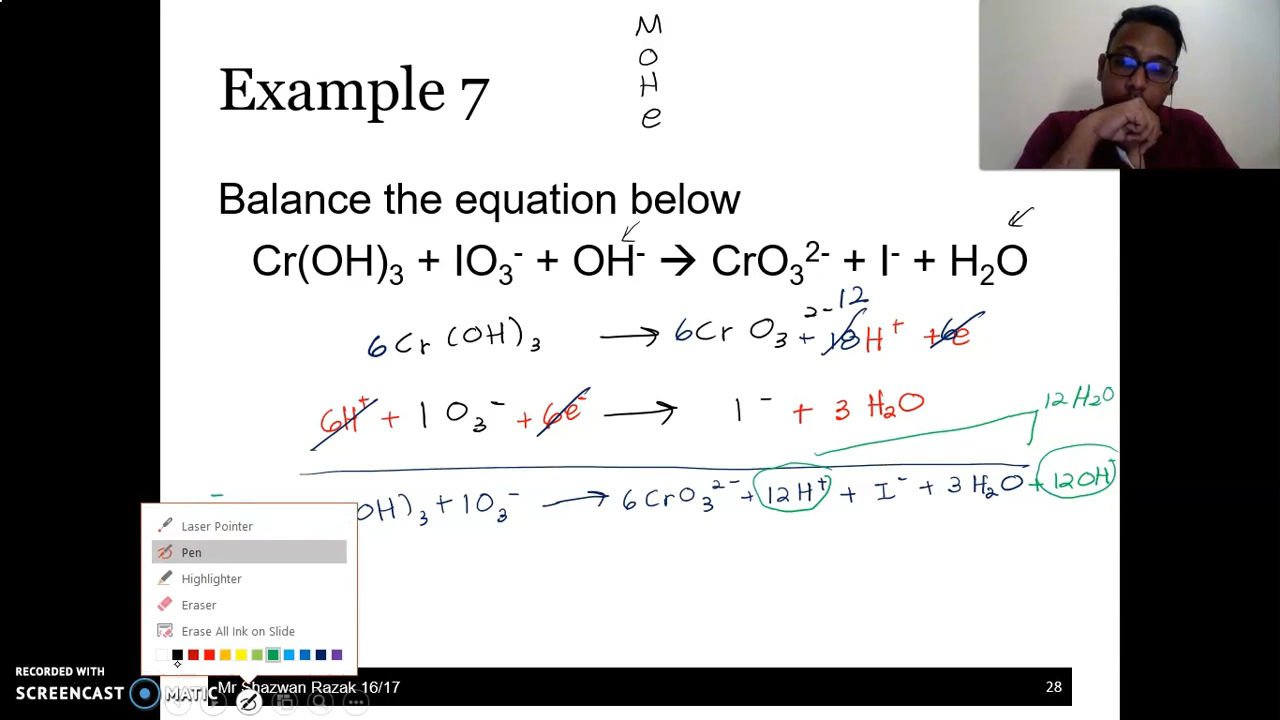 M
O
H
e
Example 7
Balance the equation below
Cr(OH)₃ + IO₃⁻ + OH⁻ → CrO₃²⁻ + I⁻ + H₂O
12
6Cr(OH)₃ → 6CrO₃²⁻ + 18H⁺ + 6e
6H⁺ + IO₃⁻ + 6e⁻ → I⁻ + 3H₂O
12H₂O
OH)₃ + IO₃⁻ → 6CrO₃²⁻ + 12H⁺ + I⁻ + 3H₂O + 12OH⁻
Laser Pointer
Pen
Highlighter
Eraser
Erase All Ink on Slide
RECORDED WITH
SCREENCAST MATIC
Mr Shazwan Razak 16/17
28